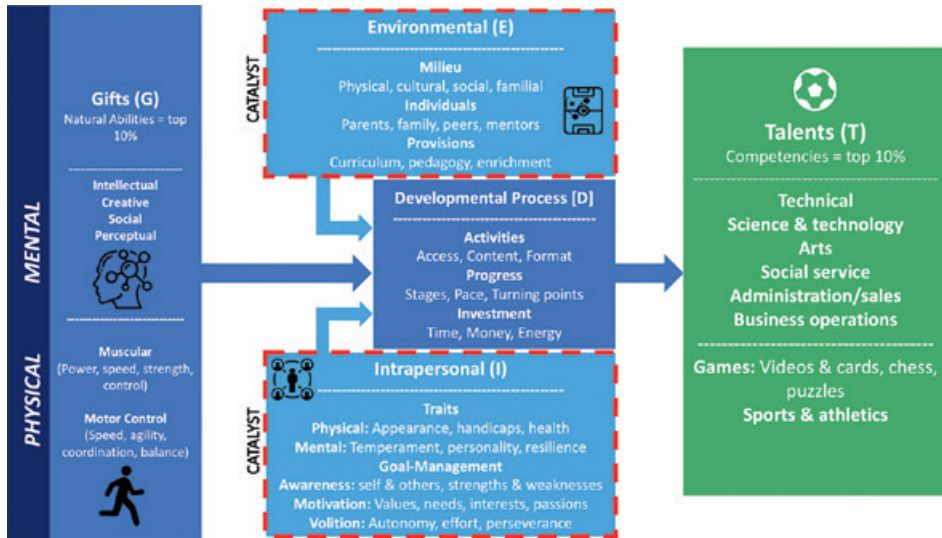 MENTAL
PHYSICAL
Gifts (G)
Natural Abilities = top
10%
Intellectual
Creative
Social
Perceptual
Muscular
(Power, speed, strength,
control)
Motor Control
(Speed, agility,
coordination, balance)
CATALYST
Environmental (E)
Milieu
Physical, cultural, social, familial
Individuals
Parents, family, peers, mentors
Provisions
Curriculum, pedagogy, enrichment
Developmental Process [D]
Activities
Access, Content, Format
Progress
Stages, Pace, Turning points
Investment
Time, Money, Energy
CATALYST
Intrapersonal (I)
Traits
Physical: Appearance, handicaps, health
Mental: Temperament, personality, resilience
Goal-Management
Awareness: self & others, strengths & weaknesses
Motivation: Values, needs, interests, passions
Volition: Autonomy, effort, perseverance
Talents (T)
Competencies = top 10%
Technical
Science & technology
Arts
Social service
Administration/sales
Business operations
Games: Videos & cards, chess,
puzzles
Sports & athletics